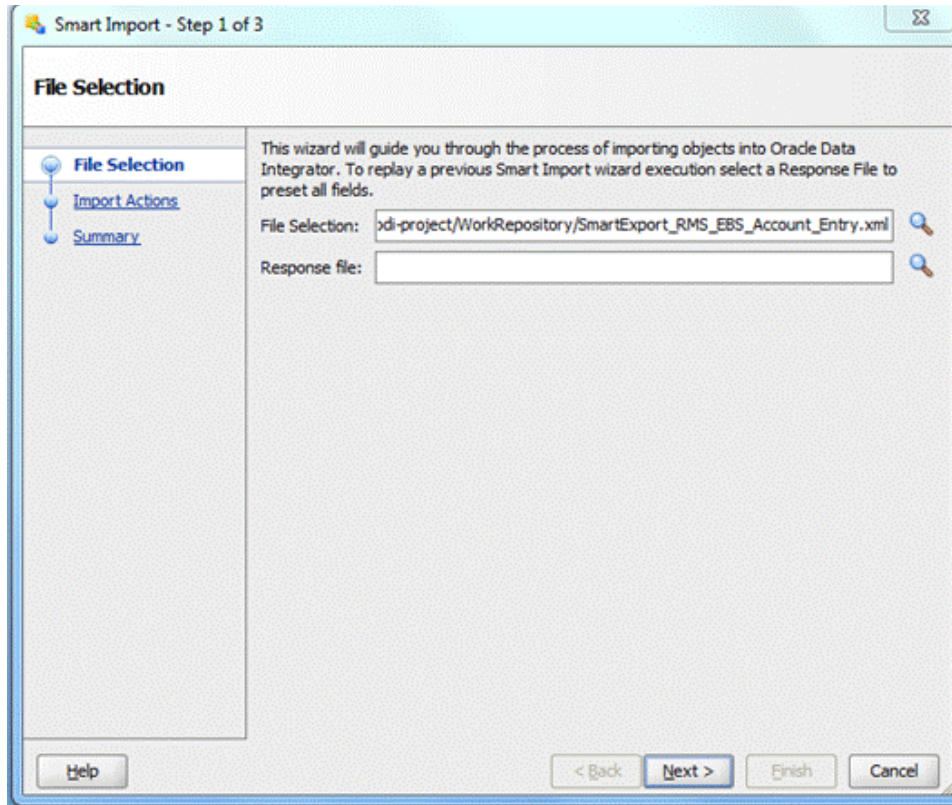 Smart Import - Step 1 of 3
File Selection
File Selection
Import Actions
Summary
This wizard will guide you through the process of importing objects into Oracle Data
Integrator. To replay a previous Smart Import wizard execution select a Response File to
preset all fields.
File Selection: di-project/WorkRepository/SmartExport_RMS_EBS_Account_Entry.xml
Response file:
Help
< Back
Next >
Finish
Cancel